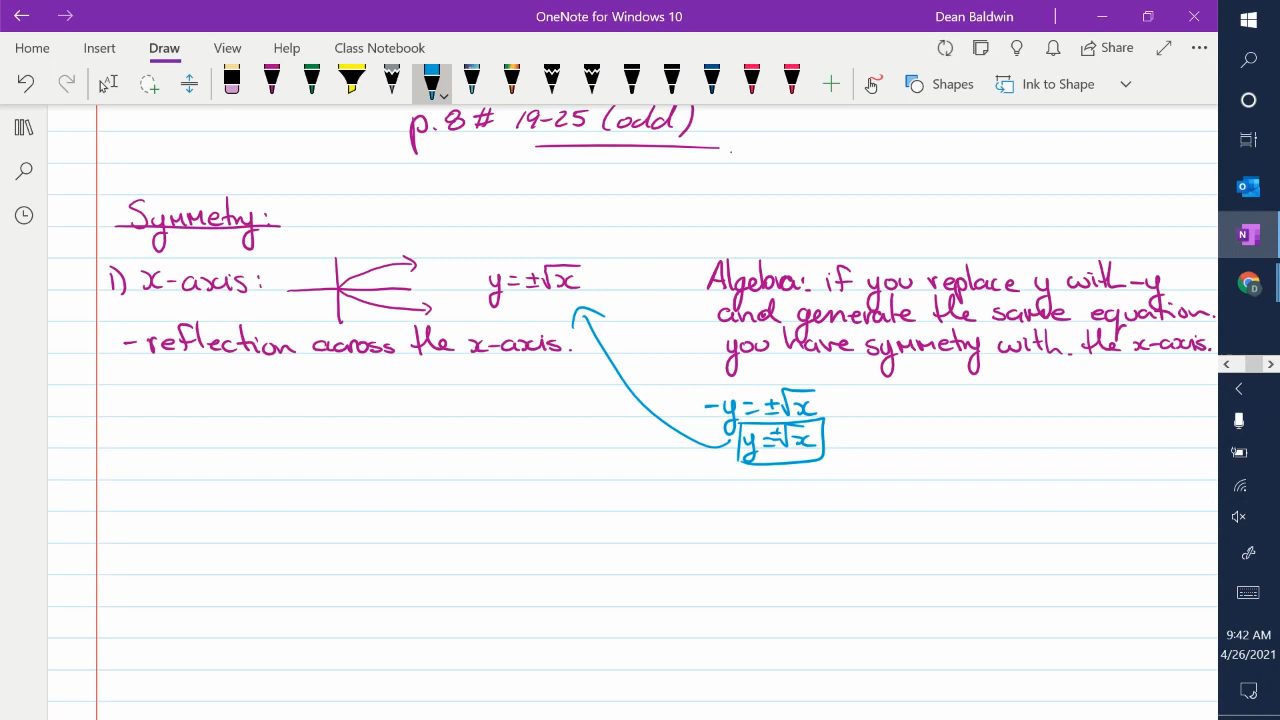 OneNote for Windows 10
Dean Baldwin
Home Insert Draw View Help Class Notebook
Share
Shapes Ink to Shape
p.8 # 19-25 (odd)
Symmetry:
1) x-axis:
y=±√x
- reflection across the x-axis.
Algebra: if you replace y with -y
and generate the same equation.
you have symmetry with. the x-axis.
-y=±√x
y=±√x
9:42 AM
4/26/2021